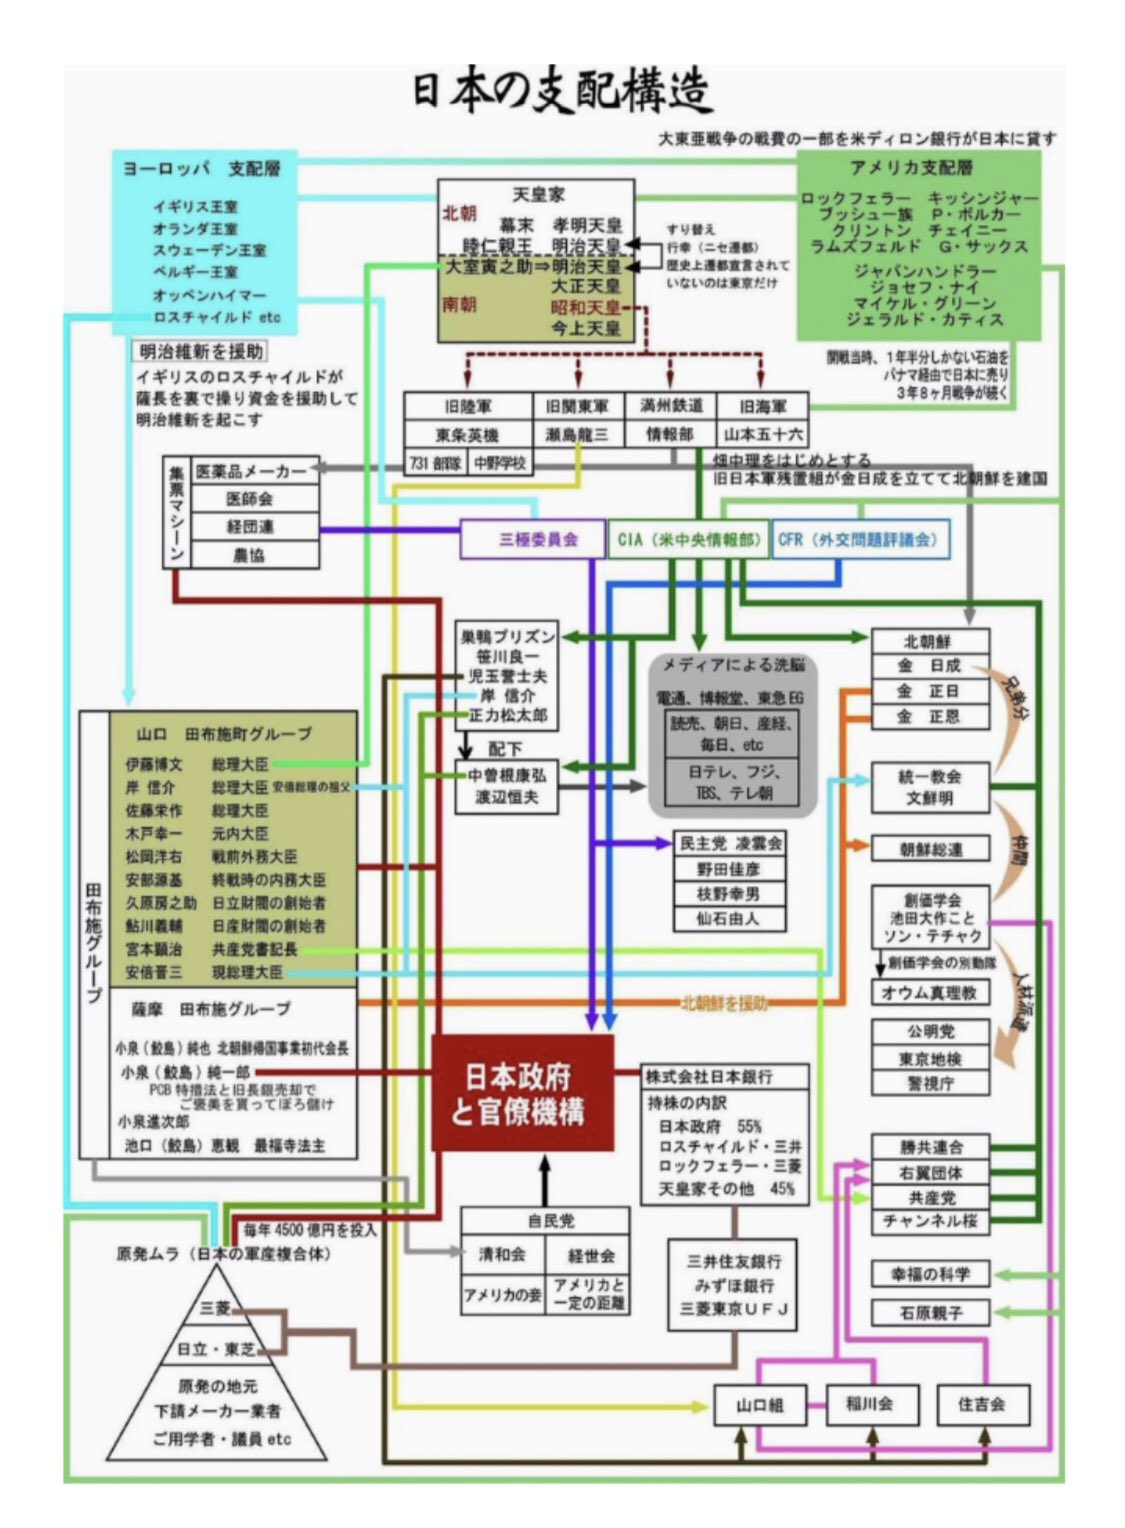 日本の支配構造
大東亜戦争の戦費の一部を米ディロン銀行が日本に貸す
ヨーロッパ 支配層
イギリス王室
オランダ王室
スウェーデン王室
ベルギー王室
オッペンハイマー
ロスチャイルド etc
天皇家
北朝
幕末 孝明天皇
睦仁親王 明治天皇
大室寅之助⇒明治天皇
大正天皇
南朝
昭和天皇
今上天皇
すり替え
行幸（ニセ遷都）
歴史上遷都宣言されて
いないのは東京だけ
アメリカ支配層
ロックフェラー キッシンジャー
ブッシュ一族 P・ボルカー
クリントン チェイニー
ラムズフェルド G・サックス
ジャパンハンドラー
ジョセフ・ナイ
マイケル・グリーン
ジェラルド・カティス
明治維新を援助
イギリスのロスチャイルドが
薩長を裏で操り資金を援助して
明治維新を起こす
開戦当時、1年半分しかない石油を
パナマ経由で日本に売り
3年8ヶ月戦争が続く
旧陸軍
旧関東軍
満州鉄道
旧海軍
東条英機
瀬島龍三
情報部
山本五十六
731 部隊
中野学校
畑中理をはじめとする
旧日本軍残置組が金日成を立てて北朝鮮を建国
集票マシーン
医薬品メーカー
医師会
経団連
農協
三極委員会
CIA（米中央情報部）
CFR（外交問題評議会）
巣鴨プリズン
笹川良一
児玉誉士夫
岸 信介
正力松太郎
配下
中曽根康弘
渡辺恒夫
メディアによる洗脳
電通、博報堂、東急EG
読売、朝日、産経、
毎日、etc
日テレ、フジ、
TBS、テレ朝
北朝鮮
金 日成
金 正日
金 正恩
兄弟分
統一教会
文鮮明
仲間
朝鮮総連
創価学会
池田大作こと
ソン・テチャク
創価学会の別動隊
オウム真理教
人材派遣
公明党
東京地検
警視庁
民主党 凌雲会
野田佳彦
枝野幸男
仙石由人
田布施グループ
山口 田布施町グループ
伊藤博文 総理大臣
岸 信介 総理大臣 安倍総理の祖父
佐藤栄作 総理大臣
木戸幸一 元内大臣
松岡洋右 戦前外務大臣
安部源基 終戦時の内務大臣
久原房之助 日立財閥の創始者
鮎川義輔 日産財閥の創始者
宮本顕治 共産党書記長
安倍晋三 現総理大臣
薩摩 田布施グループ
小泉（鮫島）純也 北朝鮮帰国事業初代会長
小泉（鮫島）純一郎
PCB 特措法と旧長銀売却で
ご褒美を貰ってぼろ儲け
小泉進次郎
池口（鮫島）恵観 最福寺法主
北朝鮮を援助
日本政府
と官僚機構
株式会社日本銀行
持株の内訳
日本政府 55%
ロスチャイルド・三井
ロックフェラー・三菱
天皇家その他 45%
勝共連合
右翼団体
共産党
チャンネル桜
自民党
清和会
経世会
アメリカの妾
アメリカと
一定の距離
三井住友銀行
みずほ銀行
三菱東京ＵＦＪ
幸福の科学
石原親子
毎年 4500 億円を投入
原発ムラ（日本の軍産複合体）
三菱
日立・東芝
原発の地元
下請メーカー業者
ご用学者・議員 etc
山口組
稲川会
住吉会